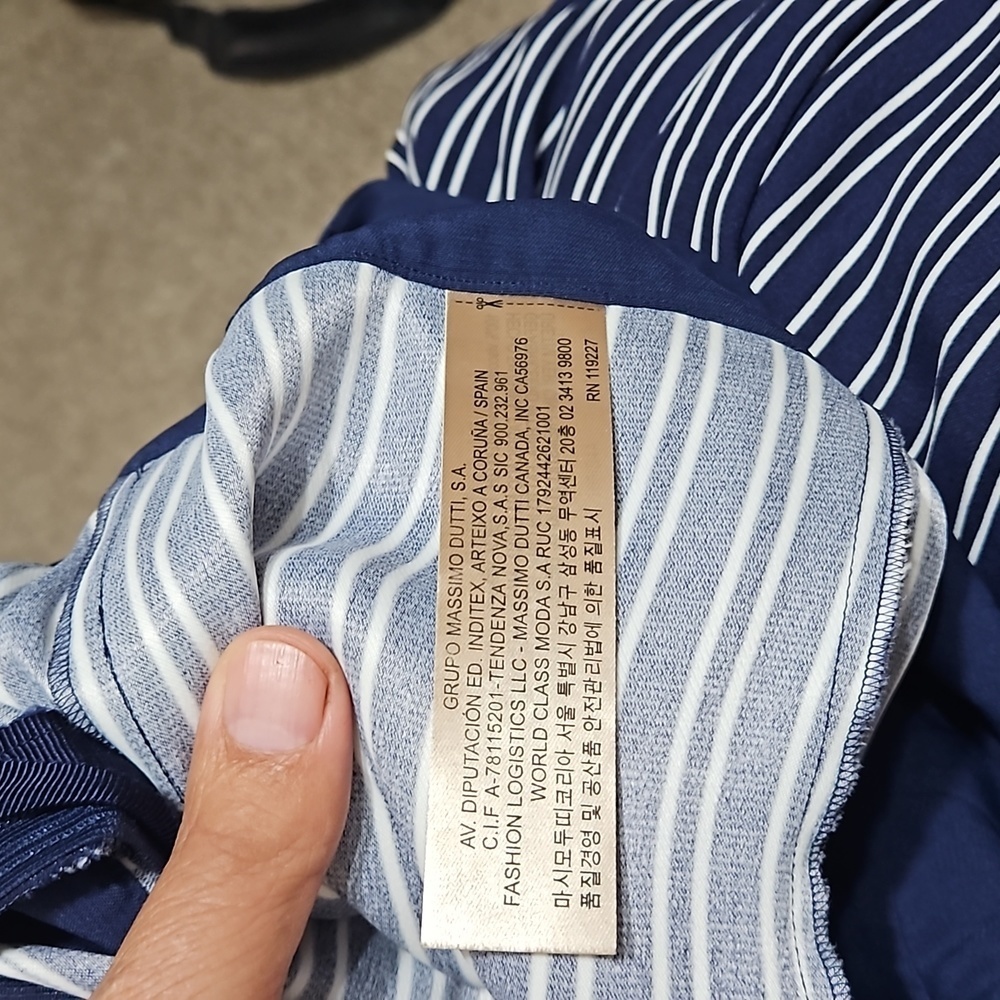 GRUPO MASSIMO DUTTI, S.A.
AV. DIPUTACIÓN ED. INDITEX, ARTEIXO A CORUÑA / SPAIN
C.I.F A-78115201 - TENDENZA NOVA,S.A.S SIC 900.232.961
FASHION LOGISTICS LLC - MASSIMO DUTTI CANADA, INC CA56976
WORLD CLASS MODA S.A RUC 1792442621001
마시모두띠코리아 서울 특별시 강남구 삼성동 무역센터 20층 02 3413 9800
품질경영 및 공산품 안전관리법에 의한 품질표시 RN 119227